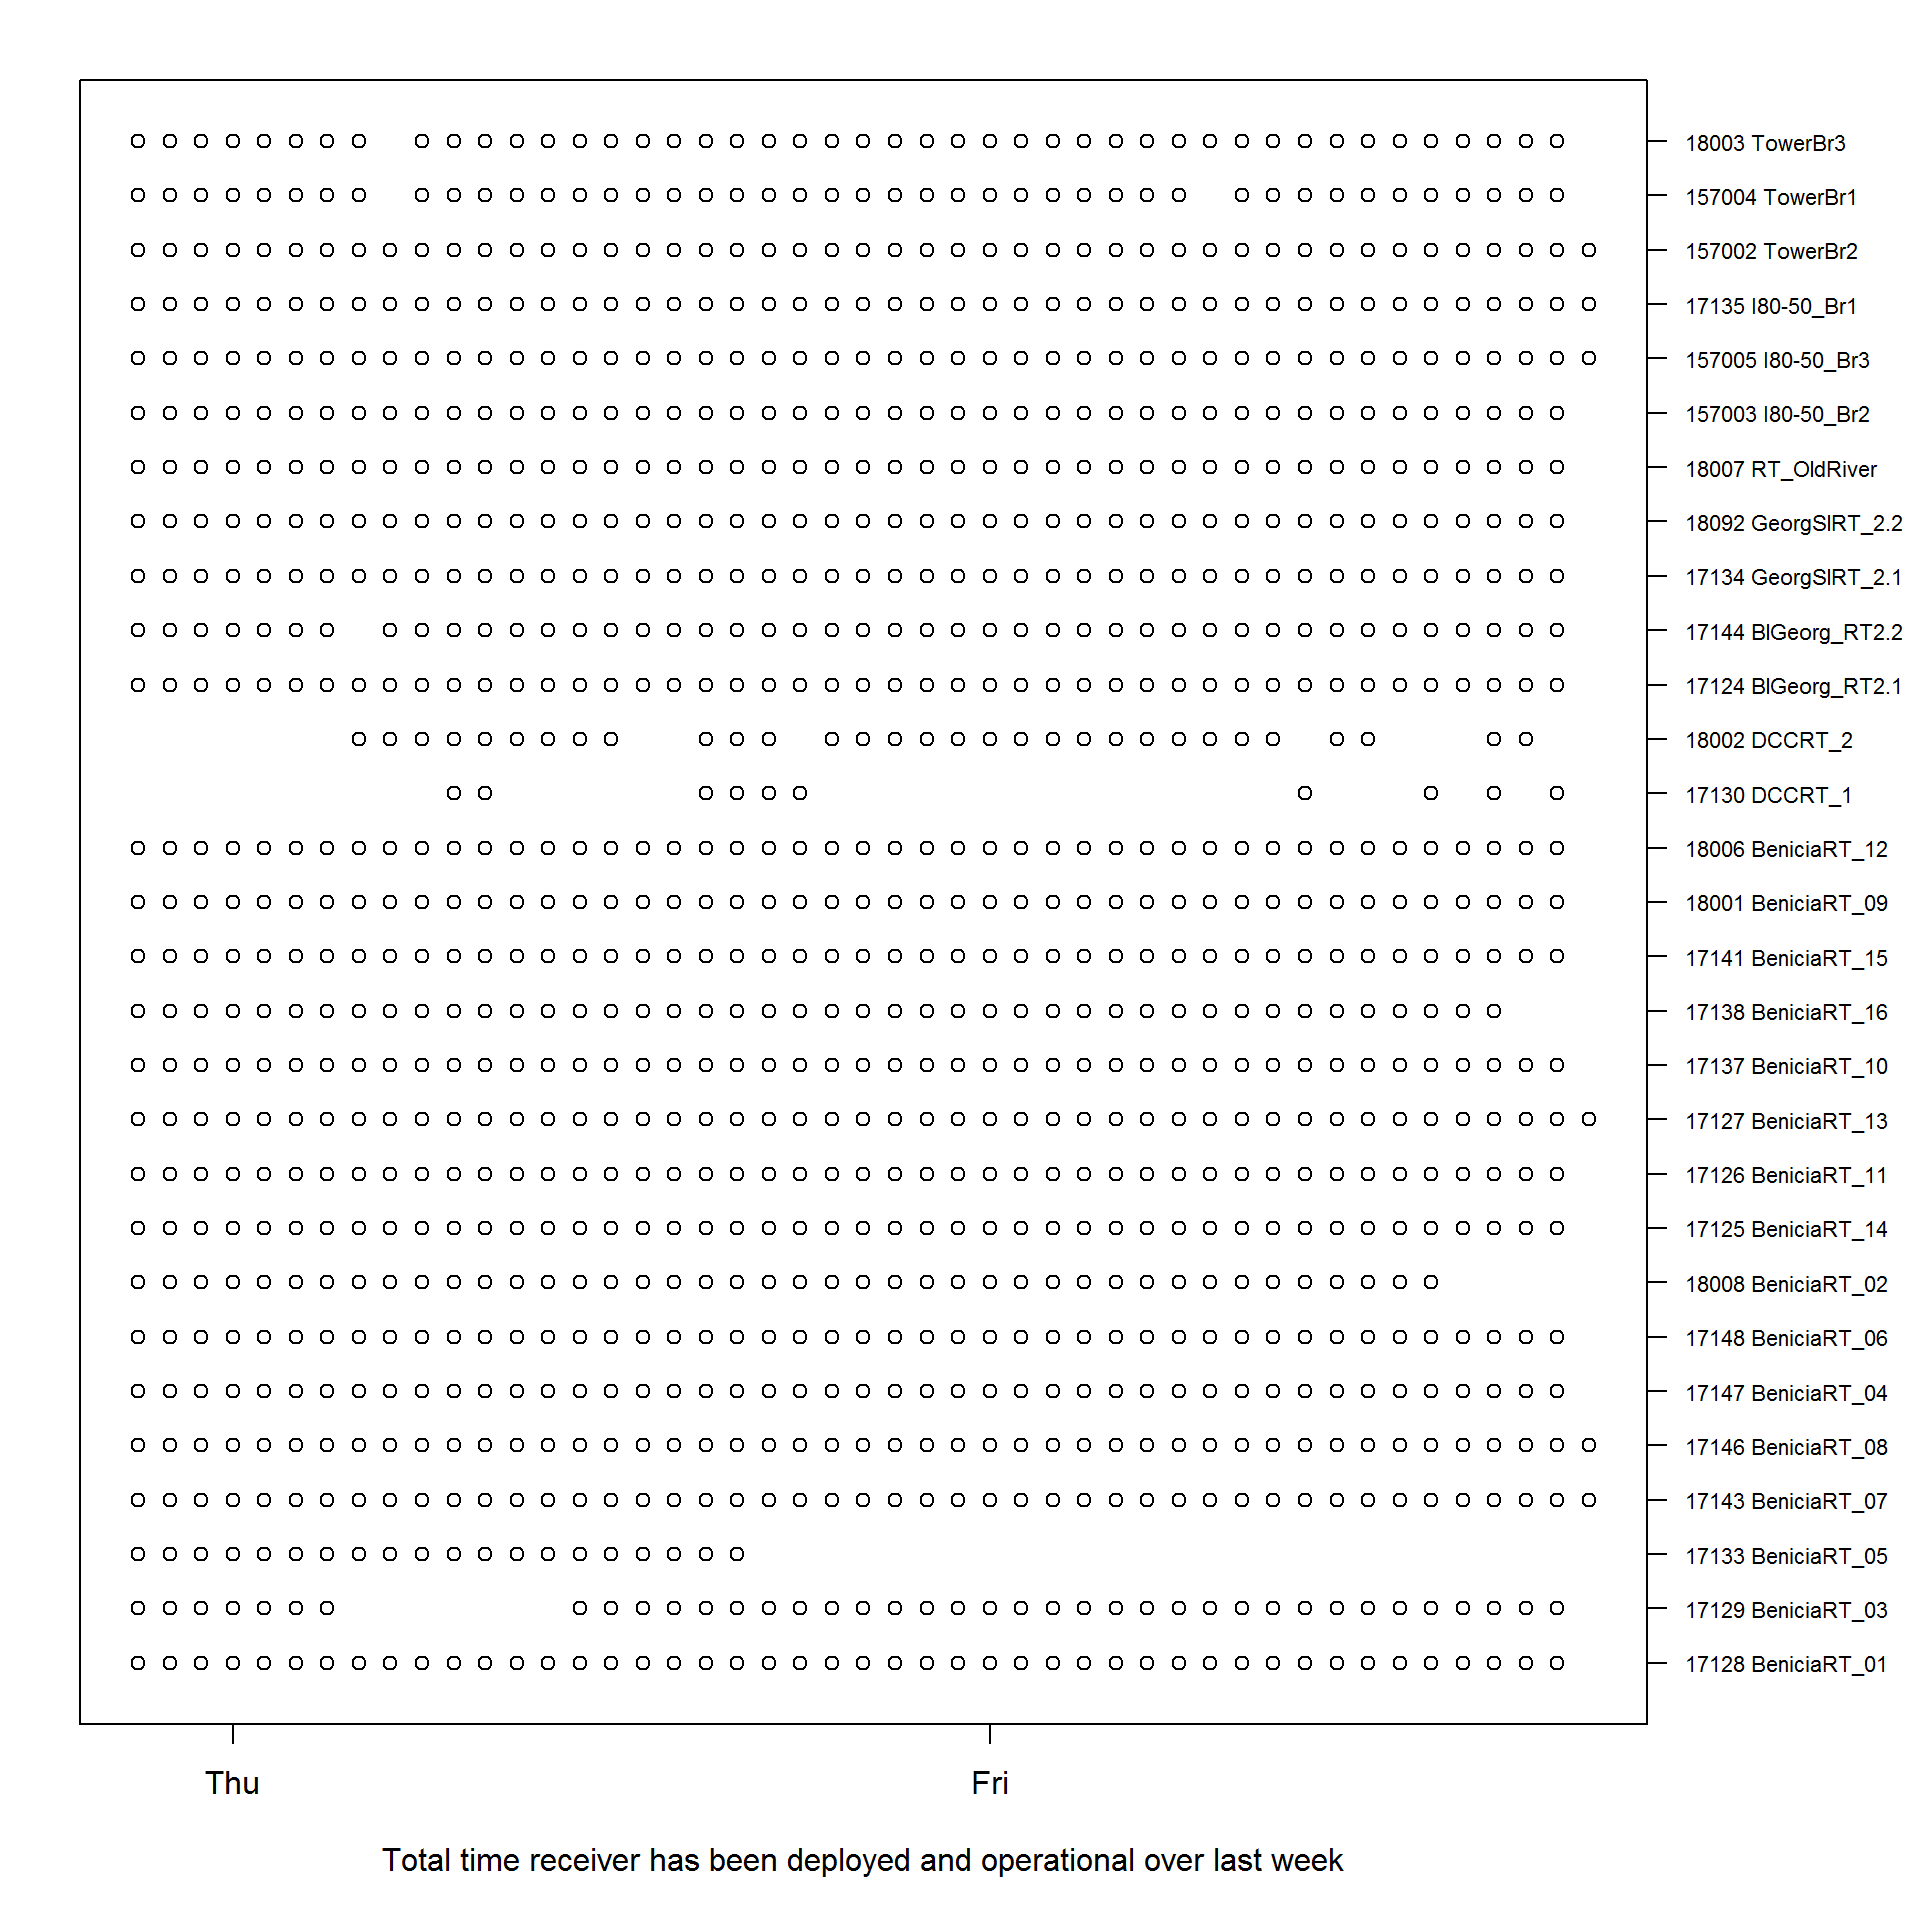 18003 TowerBr3
157004 TowerBr1
157002 TowerBr2
17135 I80-50_Br1
157005 I80-50_Br3
157003 I80-50_Br2
18007 RT_OldRiver
18092 GeorgSlRT_2.2
17134 GeorgSlRT_2.1
17144 BlGeorg_RT2.2
17124 BlGeorg_RT2.1
18002 DCCRT_2
17130 DCCRT_1
18006 BeniciaRT_12
18001 BeniciaRT_09
17141 BeniciaRT_15
17138 BeniciaRT_16
17137 BeniciaRT_10
17127 BeniciaRT_13
17126 BeniciaRT_11
17125 BeniciaRT_14
18008 BeniciaRT_02
17148 BeniciaRT_06
17147 BeniciaRT_04
17146 BeniciaRT_08
17143 BeniciaRT_07
17133 BeniciaRT_05
17129 BeniciaRT_03
17128 BeniciaRT_01
Thu Fri
Total time receiver has been deployed and operational over last week